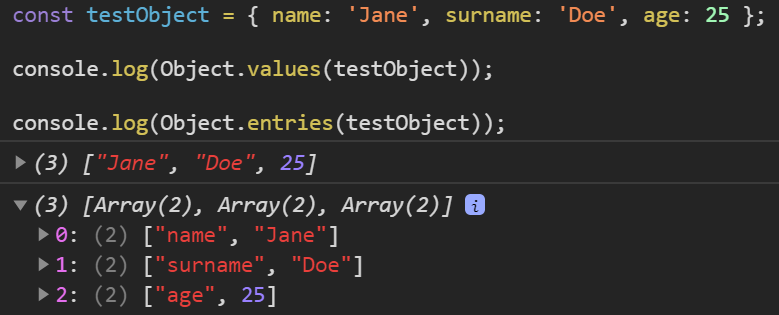 const testObject = { name: 'Jane', surname: 'Doe', age: 25 };
console.log(Object.values(testObject));
console.log(Object.entries(testObject));
(3) ["Jane", "Doe", 25]
(3) [Array(2), Array(2), Array(2)] i
0: (2) ["name", "Jane"]
1: (2) ["surname", "Doe"]
2: (2) ["age", 25]